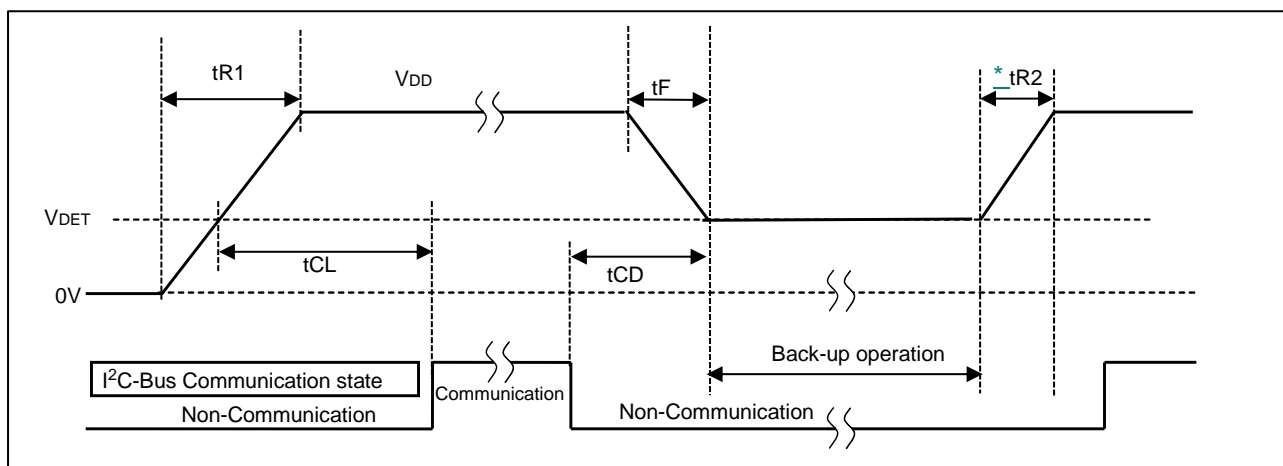 tR1
VDD
tF
*_tR2
VDET
tCL
tCD
0V
Back-up operation
I²C-Bus Communication state
Communication
Non-Communication
Non-Communication